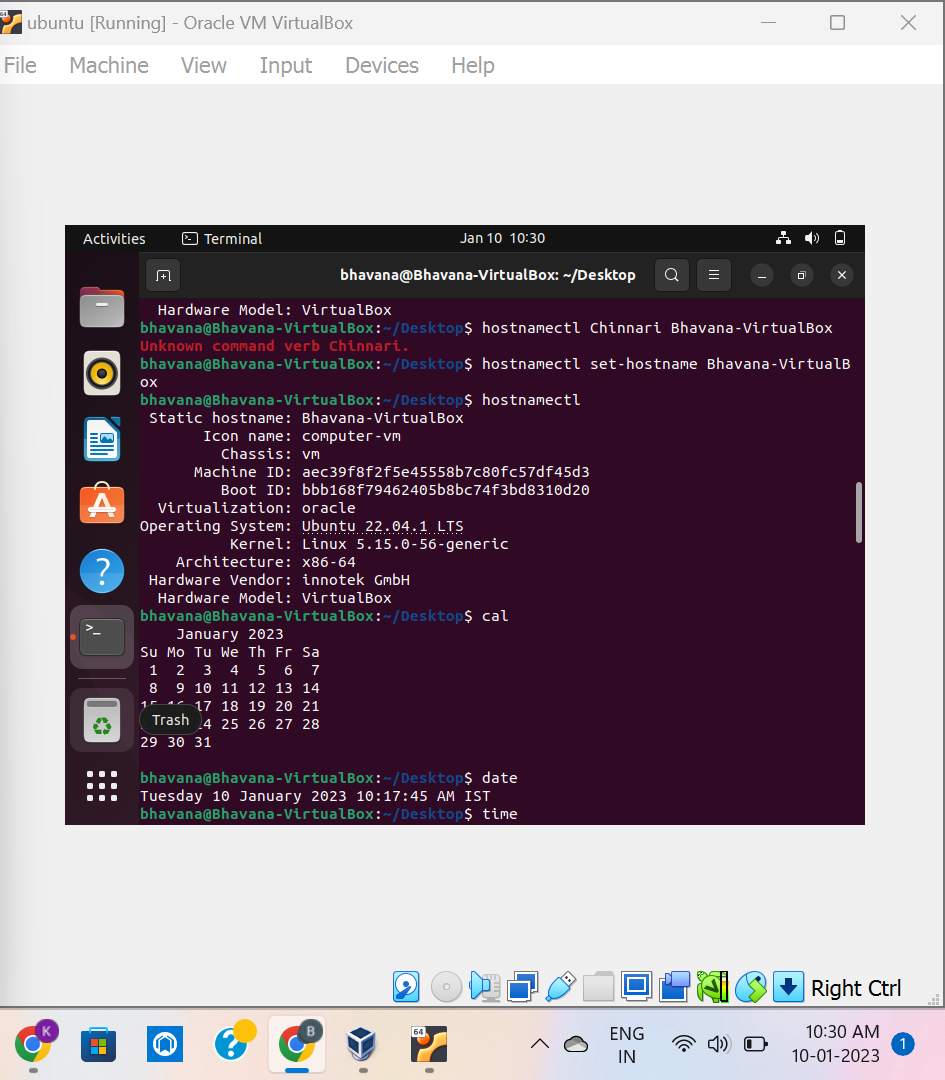 ubuntu [Running] - Oracle VM VirtualBox
File Machine View Input Devices Help
Activities Terminal Jan 10 10:30
bhavana@Bhavana-VirtualBox: ~/Desktop
Hardware Model: VirtualBox
bhavana@Bhavana-VirtualBox:~/Desktop$ hostnamectl Chinnari Bhavana-VirtualBox
Unknown command verb Chinnari.
bhavana@Bhavana-VirtualBox:~/Desktop$ hostnamectl set-hostname Bhavana-VirtualB
ox
bhavana@Bhavana-VirtualBox:~/Desktop$ hostnamectl
Static hostname: Bhavana-VirtualBox
Icon name: computer-vm
Chassis: vm
Machine ID: aec39f8f2f5e45558b7c80fc57df45d3
Boot ID: bbb168f79462405b8bc74f3bd8310d20
Virtualization: oracle
Operating System: Ubuntu 22.04.1 LTS
Kernel: Linux 5.15.0-56-generic
Architecture: x86-64
Hardware Vendor: innotek GmbH
Hardware Model: VirtualBox
bhavana@Bhavana-VirtualBox:~/Desktop$ cal
January 2023
Su Mo Tu We Th Fr Sa
1 2 3 4 5 6 7
8 9 10 11 12 13 14
15 16 17 18 19 20 21
Trash 24 25 26 27 28
29 30 31
bhavana@Bhavana-VirtualBox:~/Desktop$ date
Tuesday 10 January 2023 10:17:45 AM IST
bhavana@Bhavana-VirtualBox:~/Desktop$ time
Right Ctrl
K
B
64
ENG
IN
10:30 AM
10-01-2023
1